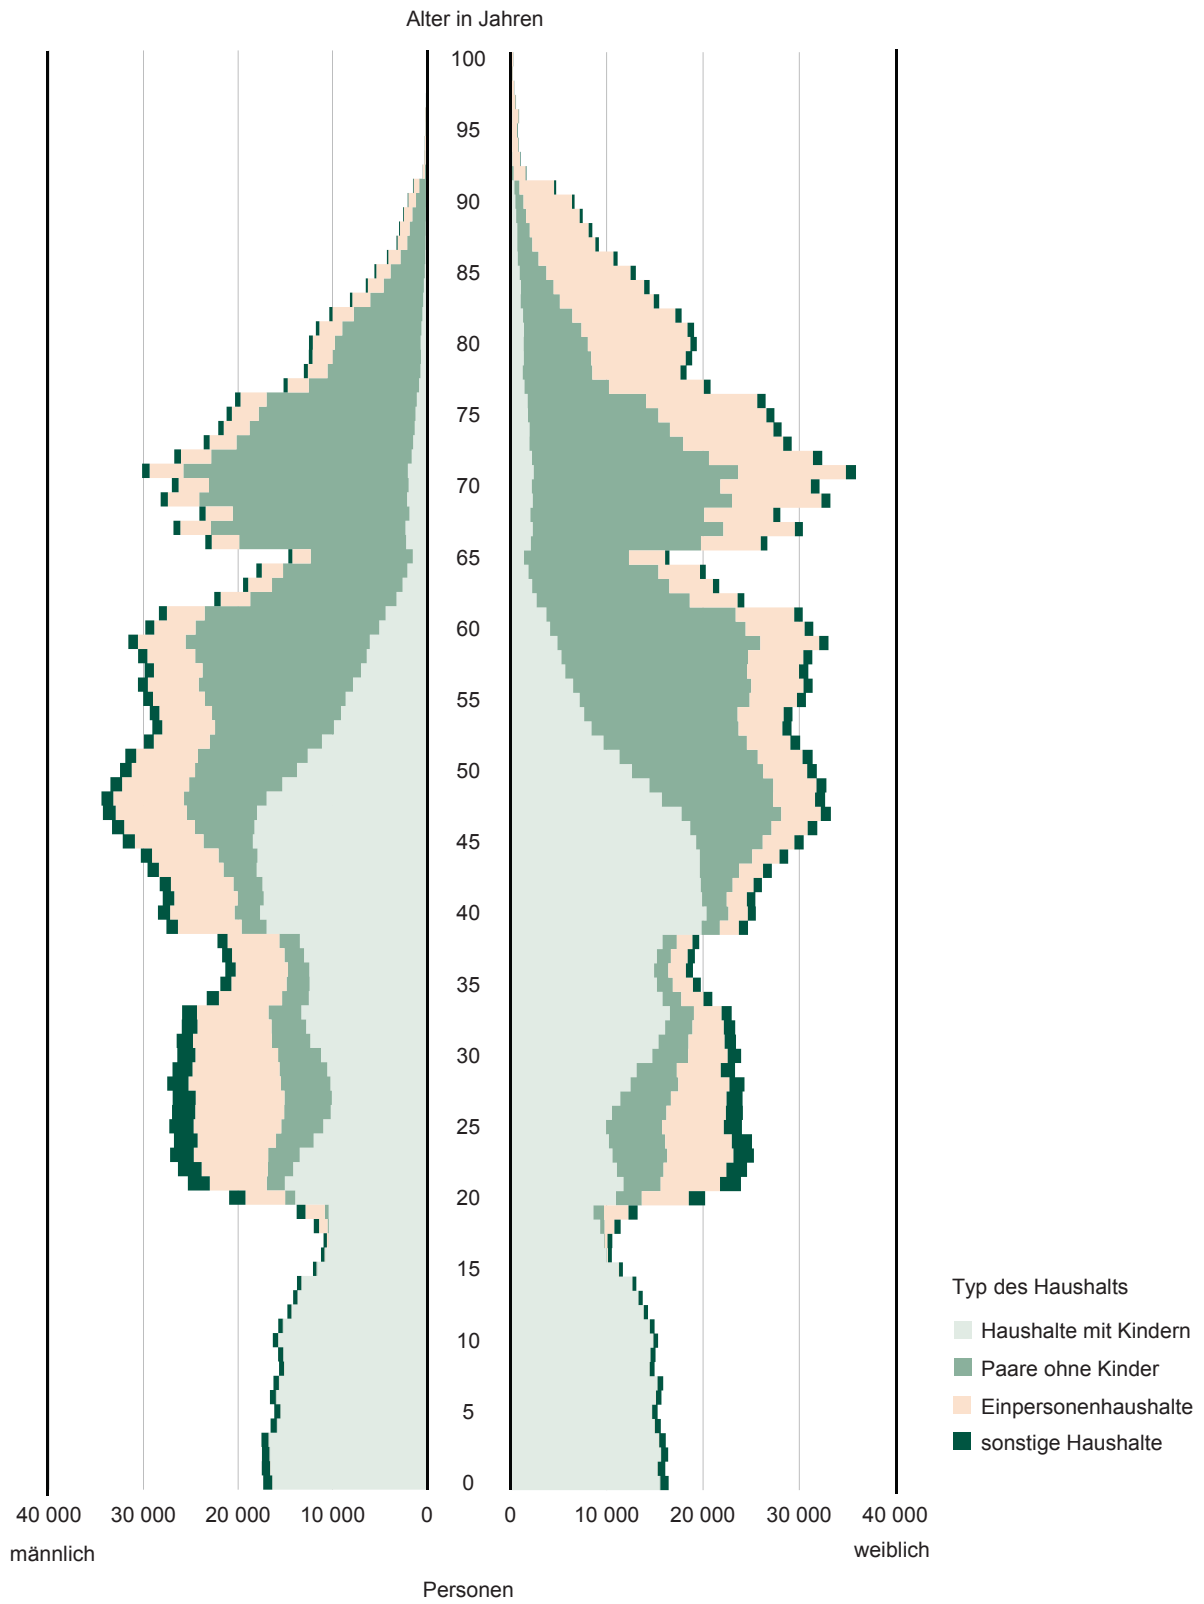 Alter in Jahren
100
95
90
85
80
75
70
65
60
55
50
45
40
35
30
25
20
15
10
5
0
40 000 30 000 20 000 10 000 0 0 10 000 20 000 30 000 40 000
männlich weiblich
Personen
Typ des Haushalts
Haushalte mit Kindern
Paare ohne Kinder
Einpersonenhaushalte
sonstige Haushalte